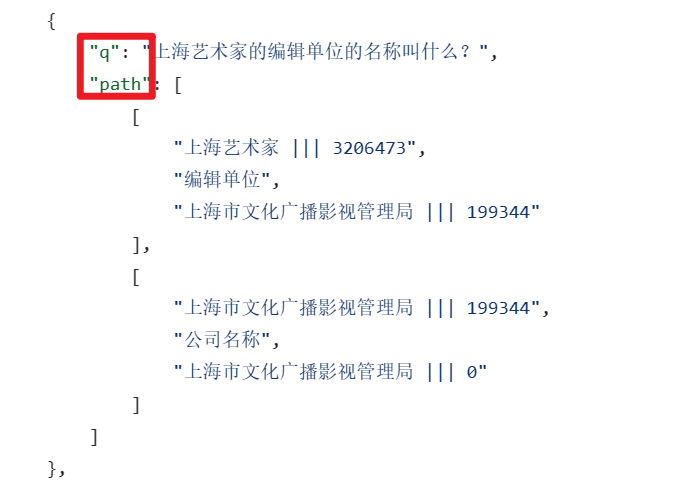 {
"q": "上海艺术家的编辑单位的名称叫什么？",
"path": [
[
"上海艺术家 ||| 3206473",
"编辑单位",
"上海市文化广播影视管理局 ||| 199344"
],
[
"上海市文化广播影视管理局 ||| 199344",
"公司名称",
"上海市文化广播影视管理局 ||| 0"
]
]
},